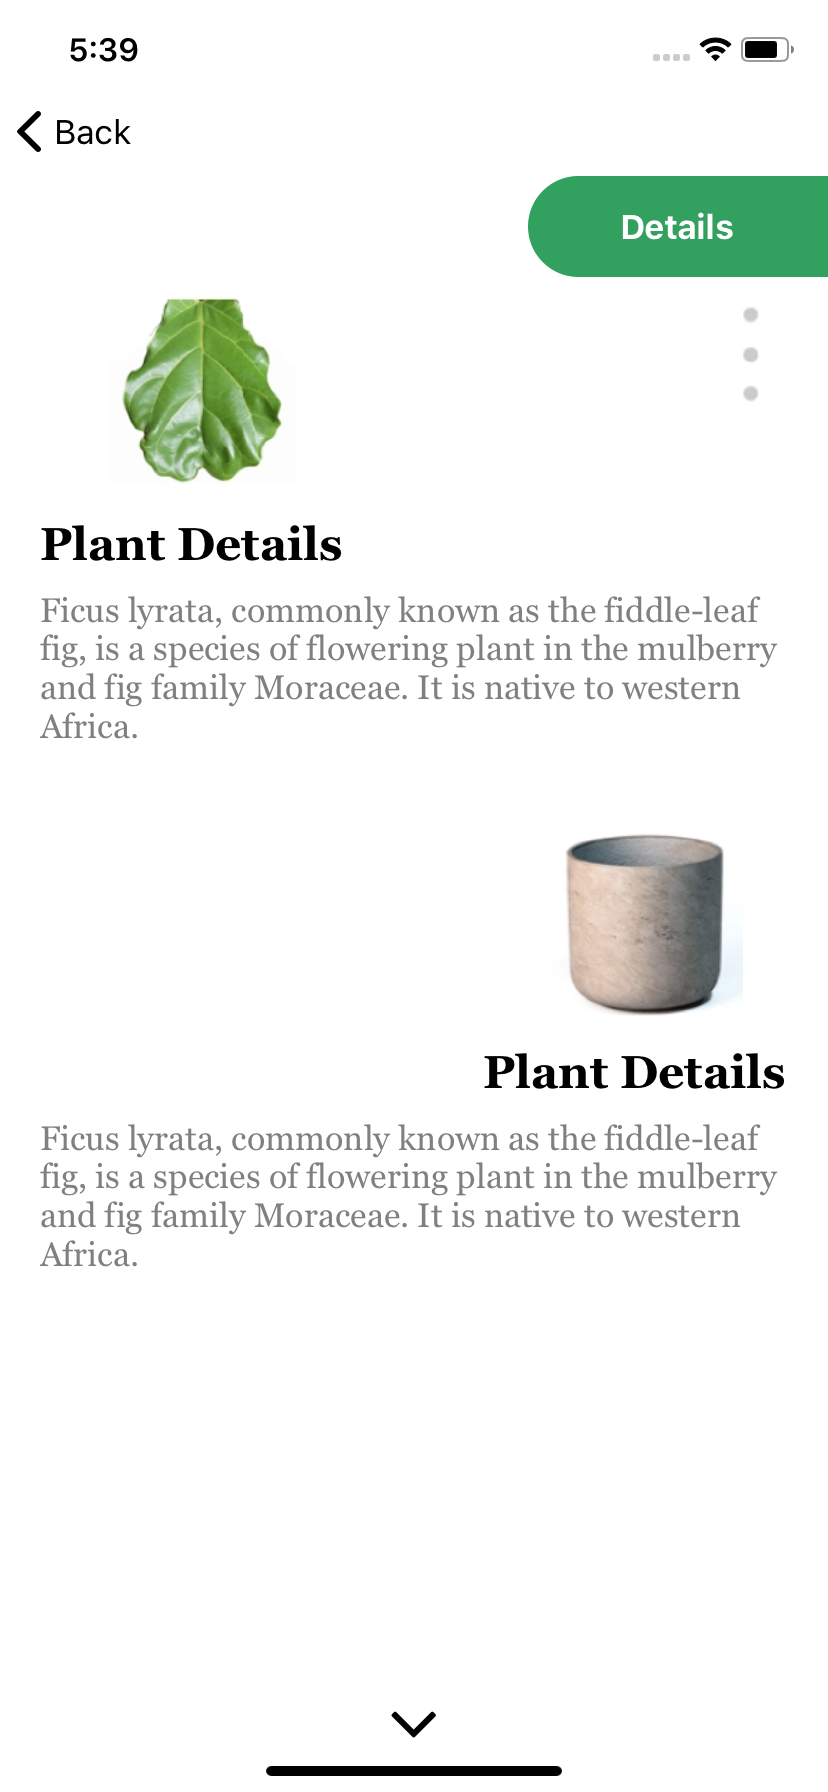 5:39
Back
Details
Plant Details
Ficus lyrata, commonly known as the fiddle-leaf
fig, is a species of flowering plant in the mulberry
and fig family Moraceae. It is native to western
Africa.
Plant Details
Ficus lyrata, commonly known as the fiddle-leaf
fig, is a species of flowering plant in the mulberry
and fig family Moraceae. It is native to western
Africa.